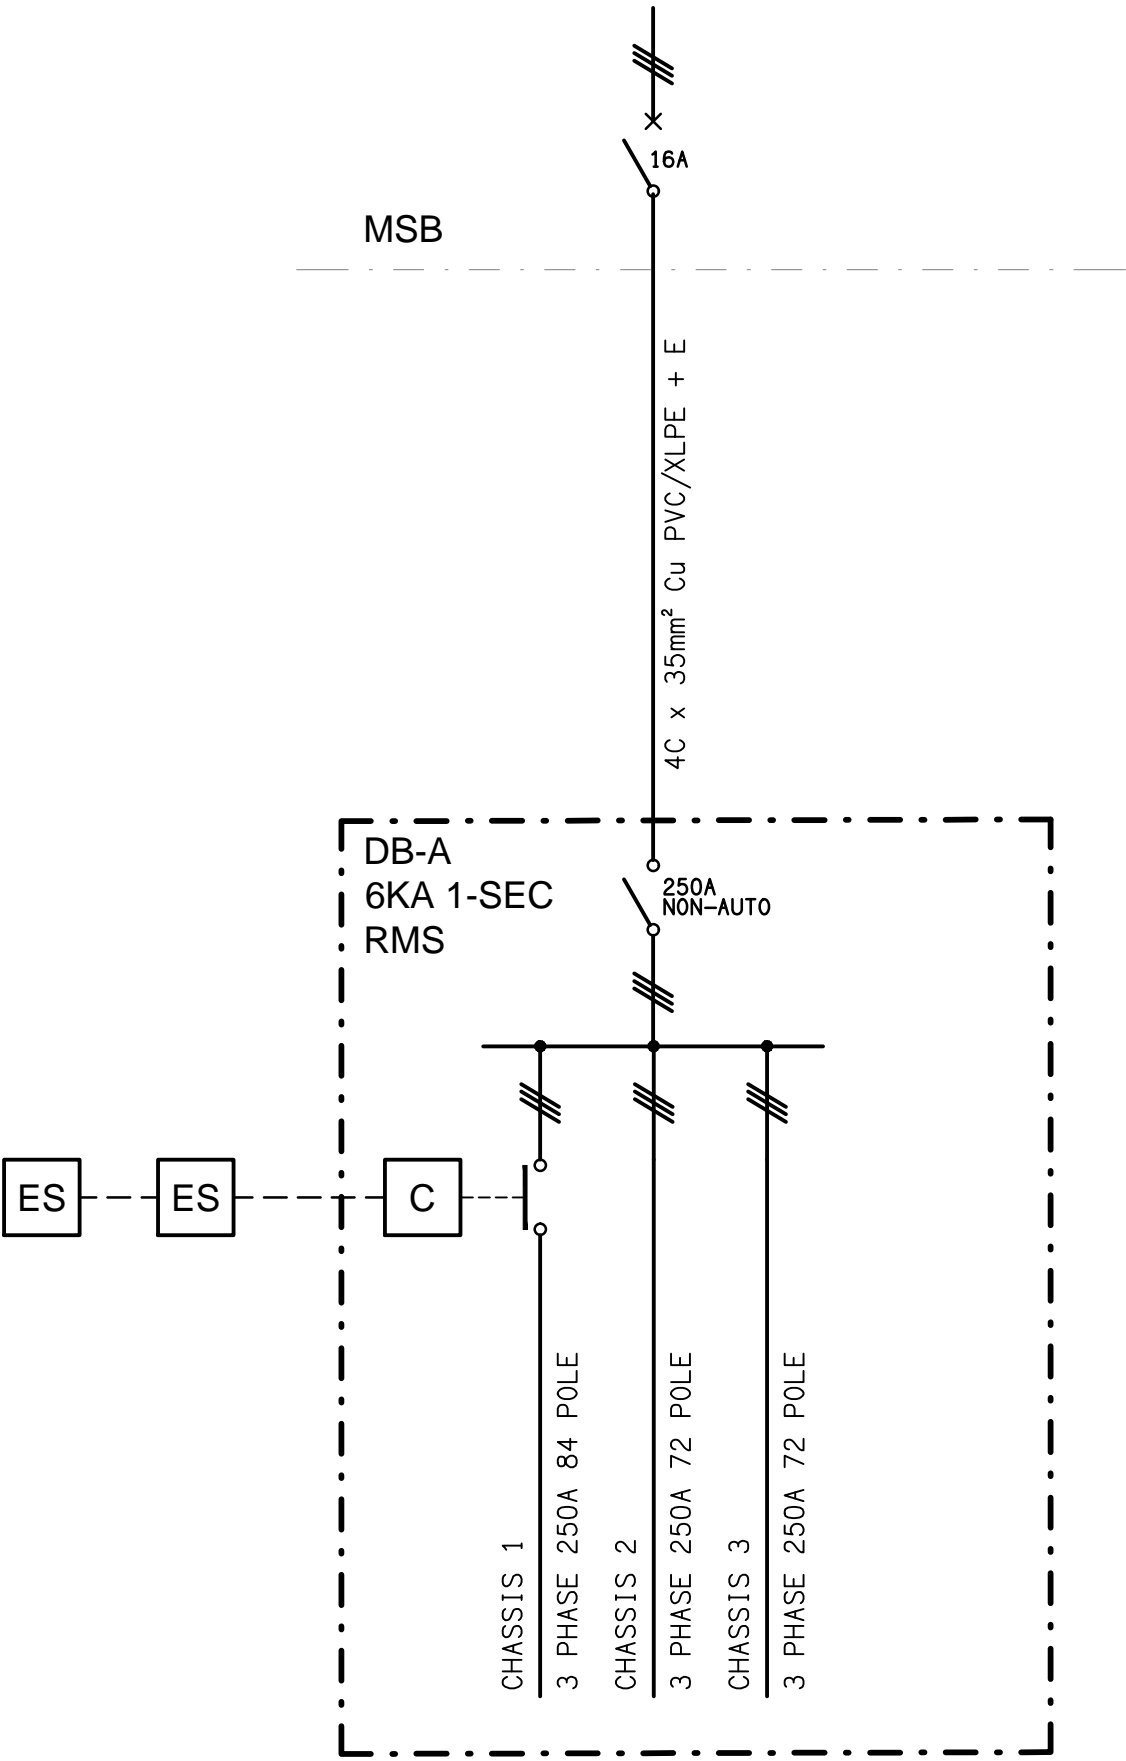 16A
MSB
4C x 35mm² Cu PVC/XLPE + E
DB-A
6KA 1-SEC
RMS
250A
NON-AUTO
ES
ES
C
CHASSIS 1
3 PHASE 250A 84 POLE
CHASSIS 2
3 PHASE 250A 72 POLE
CHASSIS 3
3 PHASE 250A 72 POLE